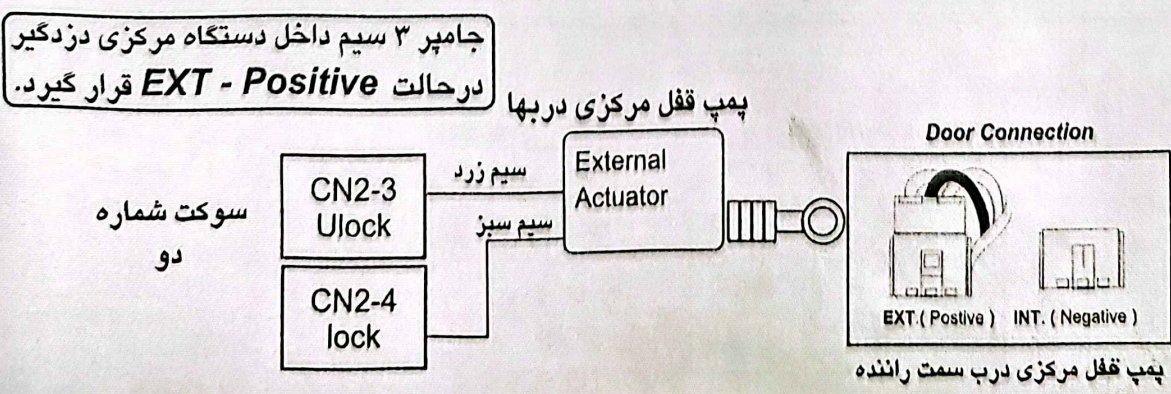 جامپر ۳ سیم داخل دستگاه مرکزی دزدگیر
درحالت EXT - Positive قرار گیرد.
پمپ قفل مرکزی دربها
Door Connection
سوکت شماره
دو
CN2-3
Ulock
سیم زرد
External
Actuator
سیم سبز
CN2-4
lock
EXT.( Postive )
INT. ( Negative )
پمپ قفل مرکزی درب سمت راننده